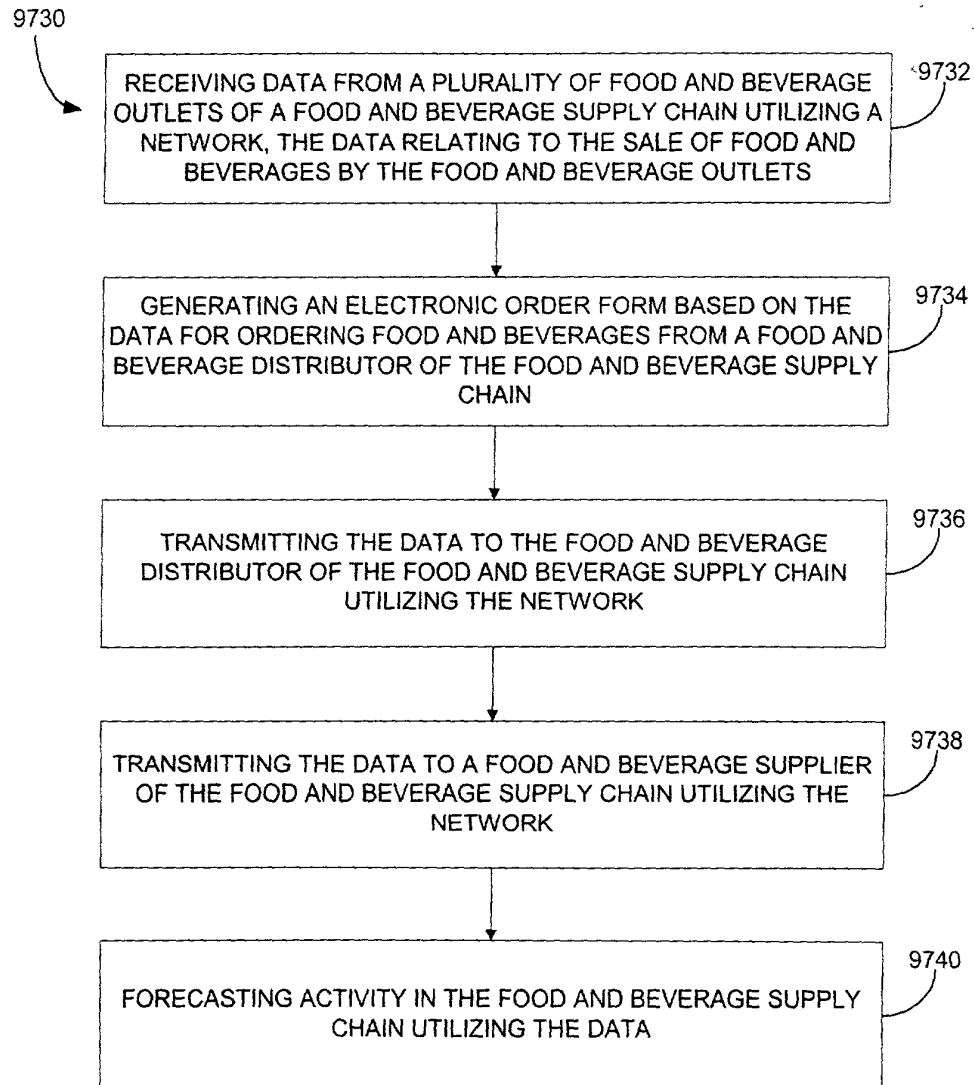 9730
RECEIVING DATA FROM A PLURALITY OF FOOD AND BEVERAGE
OUTLETS OF A FOOD AND BEVERAGE SUPPLY CHAIN UTILIZING A
NETWORK, THE DATA RELATING TO THE SALE OF FOOD AND
BEVERAGES BY THE FOOD AND BEVERAGE OUTLETS
9732
GENERATING AN ELECTRONIC ORDER FORM BASED ON THE
DATA FOR ORDERING FOOD AND BEVERAGES FROM A FOOD AND
BEVERAGE DISTRIBUTOR OF THE FOOD AND BEVERAGE SUPPLY
CHAIN
9734
TRANSMITTING THE DATA TO THE FOOD AND BEVERAGE
DISTRIBUTOR OF THE FOOD AND BEVERAGE SUPPLY CHAIN
UTILIZING THE NETWORK
9736
TRANSMITTING THE DATA TO A FOOD AND BEVERAGE SUPPLIER
OF THE FOOD AND BEVERAGE SUPPLY CHAIN UTILIZING THE
NETWORK
9738
FORECASTING ACTIVITY IN THE FOOD AND BEVERAGE SUPPLY
CHAIN UTILIZING THE DATA
9740